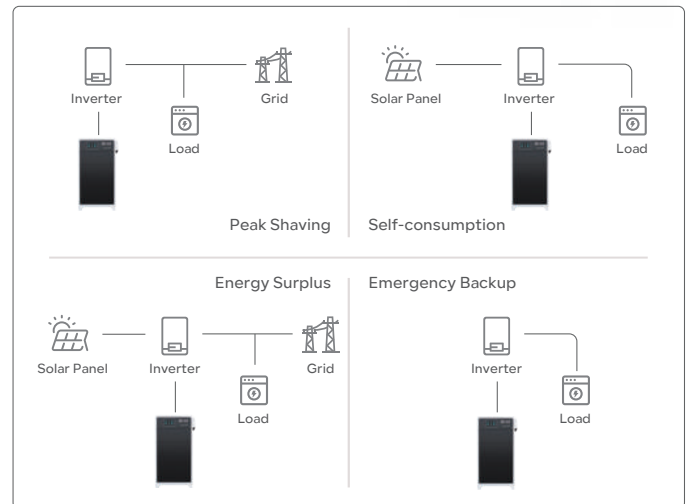 Inverter
Grid
Load
Peak Shaving
Solar Panel
Inverter
Load
Self-consumption
Energy Surplus
Solar Panel
Inverter
Grid
Load
Emergency Backup
Inverter
Load